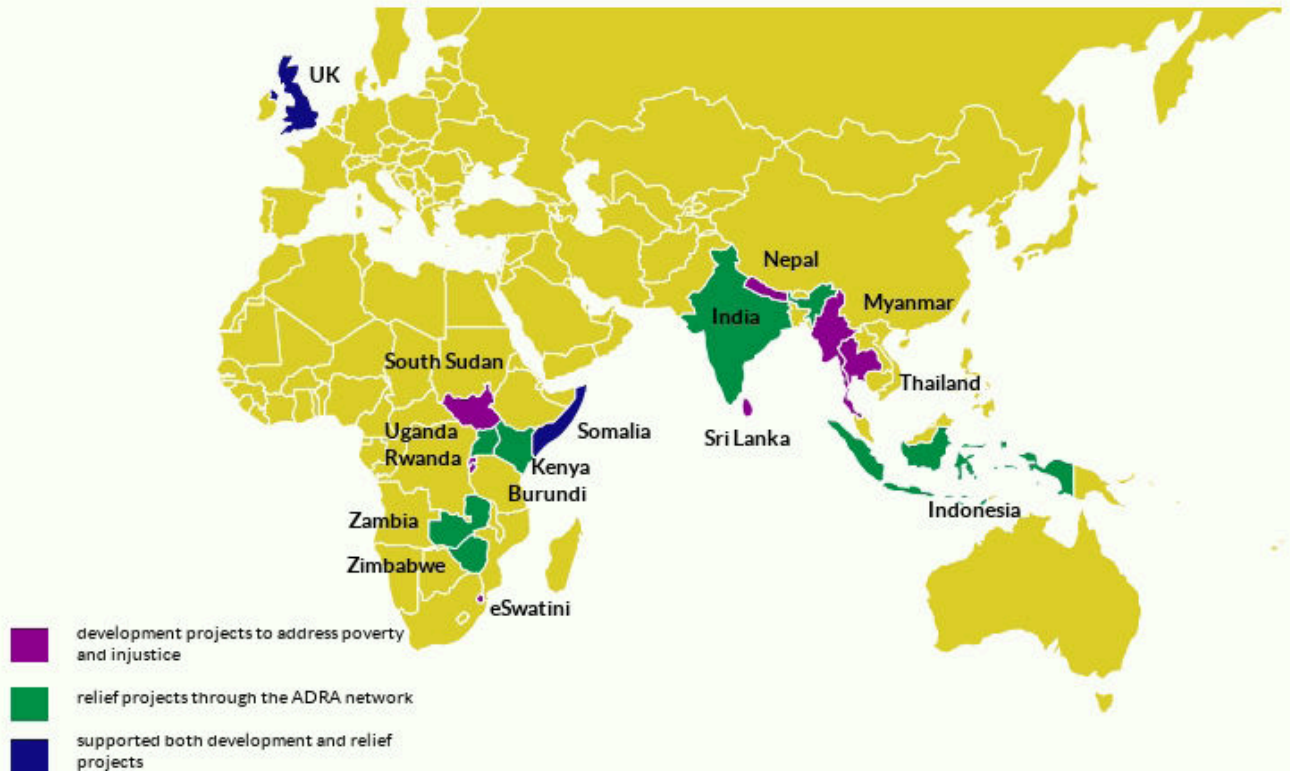 UK
Nepal
India
Myanmar
South Sudan
Thailand
Uganda
Somalia
Sri Lanka
Rwanda
Kenya
Burundi
Indonesia
Zambia
Zimbabwe
eSwatini
development projects to address poverty
and injustice
relief projects through the ADRA network
supported both development and relief
projects